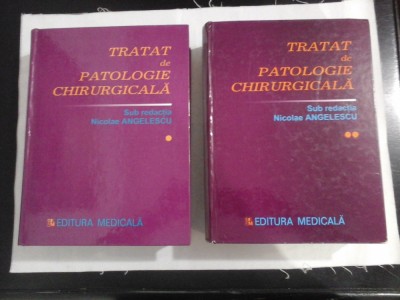 TRATAT
de
PATOLOGIE
CHIRURGICALĂ
Sub redacția
Nicolae ANGELESCU
*
EDITURA MEDICALĂ
TRATAT
de
PATOLOGIE
CHIRURGICALĂ
Sub redacția
Nicolae ANGELESCU
**
EDITURA MEDICALĂ